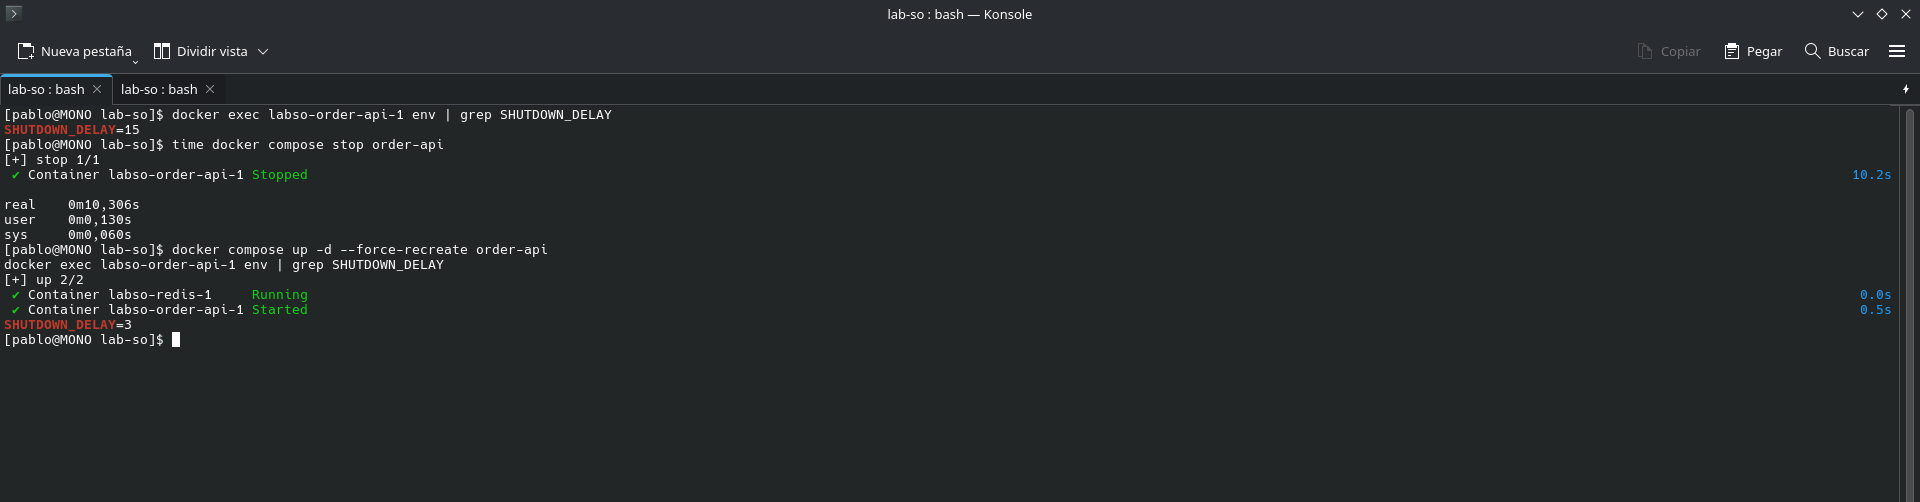 lab-so : bash — Konsole
Nueva pestaña
Dividir vista
Copiar
Pegar
Buscar
lab-so : bash
lab-so : bash
[pablo@MONO lab-so]$ docker exec labso-order-api-1 env | grep SHUTDOWN_DELAY
SHUTDOWN_DELAY=15
[pablo@MONO lab-so]$ time docker compose stop order-api
[+] stop 1/1
✔ Container labso-order-api-1 Stopped 10.2s
real 0m10,306s
user 0m0,130s
sys 0m0,060s
[pablo@MONO lab-so]$ docker compose up -d --force-recreate order-api
docker exec labso-order-api-1 env | grep SHUTDOWN_DELAY
[+] up 2/2
✔ Container labso-redis-1 Running 0.0s
✔ Container labso-order-api-1 Started 0.5s
SHUTDOWN_DELAY=3
[pablo@MONO lab-so]$